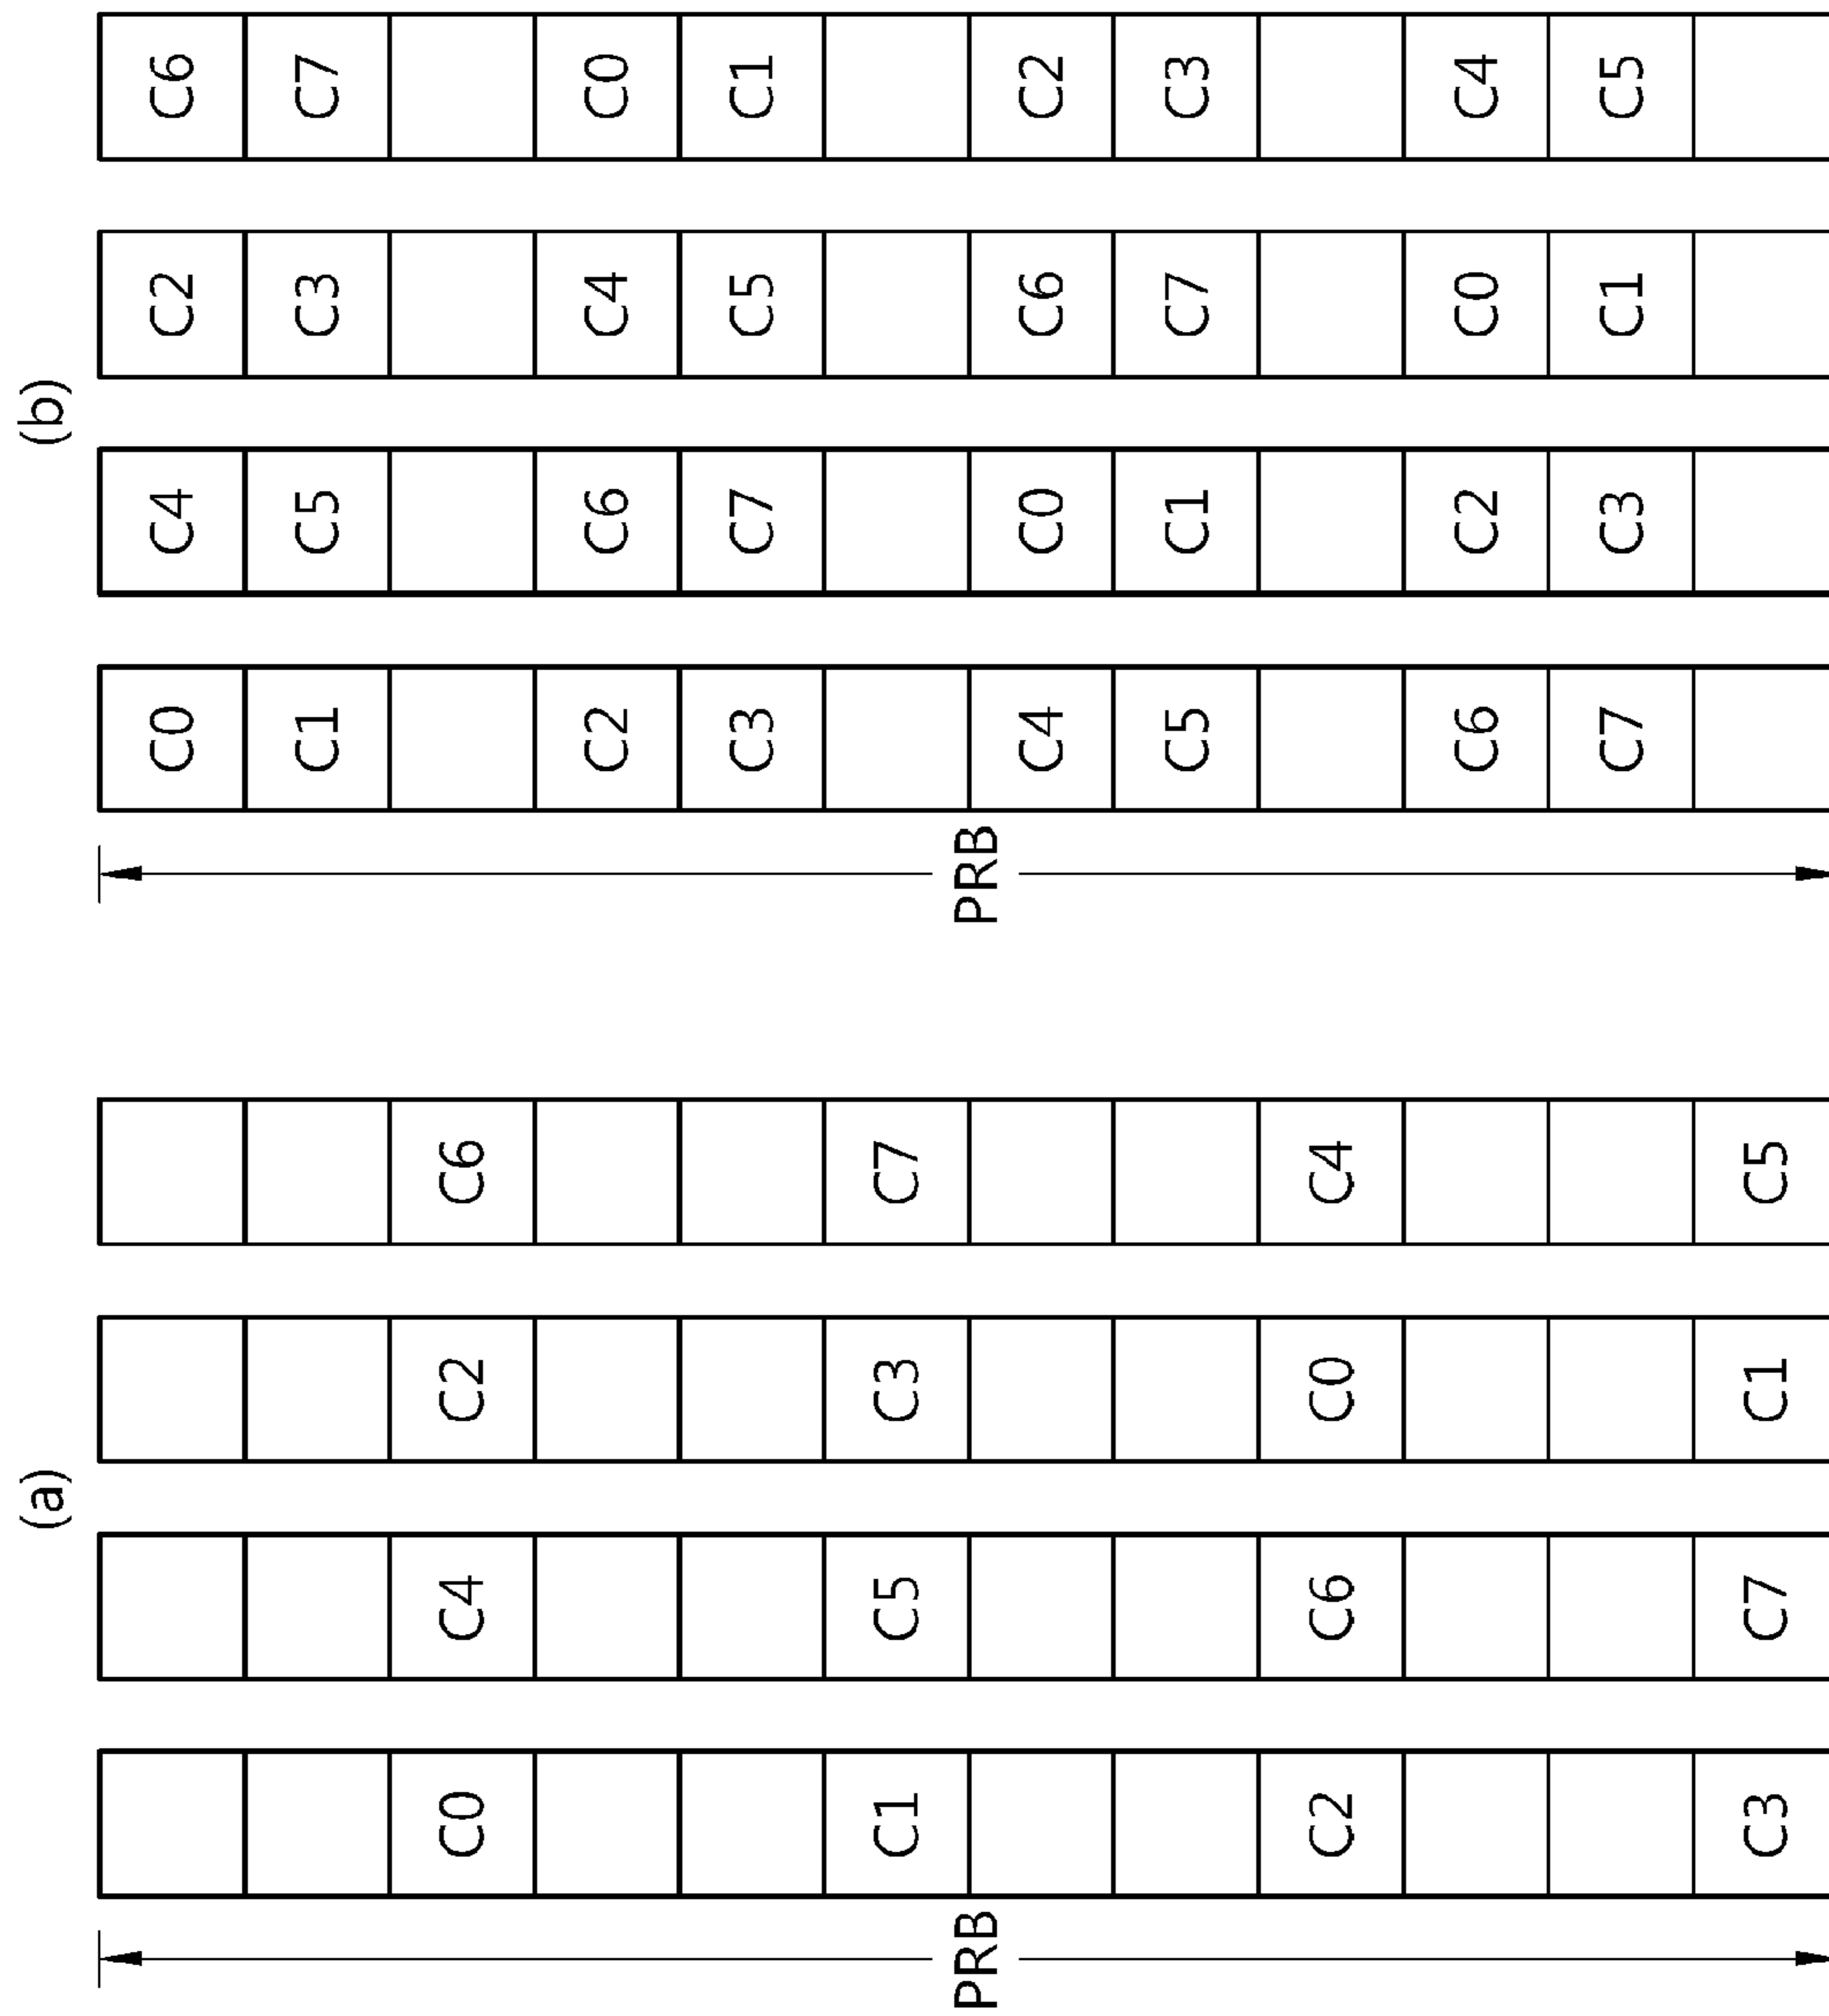 (a)
C0 C4 C2 C6
C1 C5 C3 C7
PRB
C2 C6 C0 C4
C3 C7 C1 C5
(b)
C0 C4 C2 C6
C1 C5 C3 C7
C2 C6 C4 C0
C3 C7 C5 C1
PRB
C4 C0 C6 C2
C5 C1 C7 C3
C6 C2 C0 C4
C7 C3 C1 C5